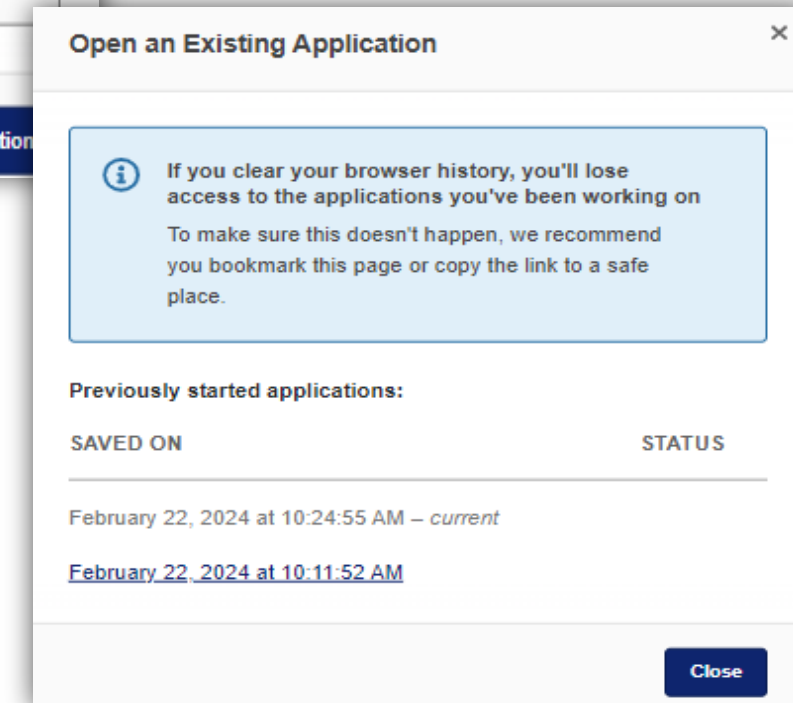 Open an Existing Application
×
tion
If you clear your browser history, you'll lose
access to the applications you've been working on
To make sure this doesn't happen, we recommend
you bookmark this page or copy the link to a safe
place.
Previously started applications:
SAVED ON STATUS
February 22, 2024 at 10:24:55 AM – current
February 22, 2024 at 10:11:52 AM
Close